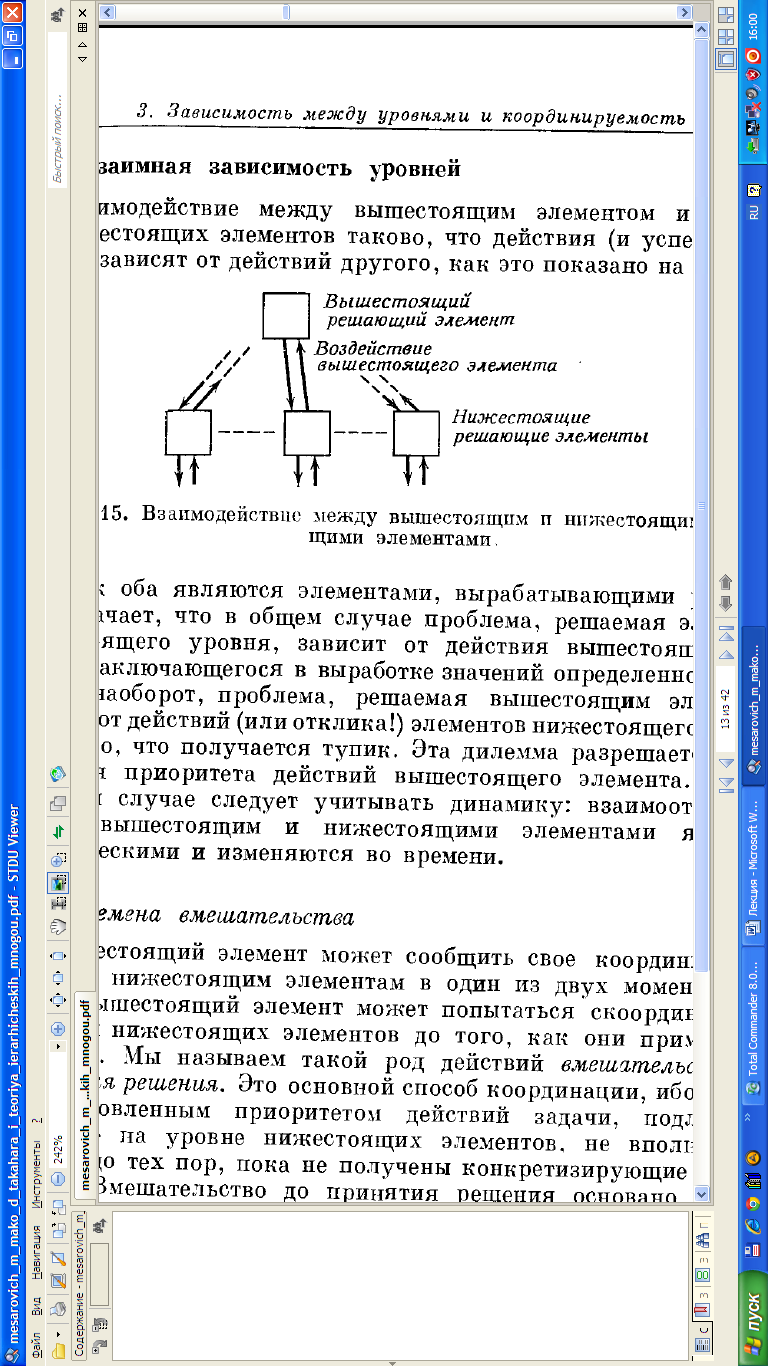 mesarovich_m_mako_d_takahara_i_teoriya_ierarhicheskih_mnogou.pdf - STDU Viewer
Файл Вид Навигация Инструменты ?
242%
Быстрый поиск...
Содержание - mesarovich_m
mesarovich_m_...kih_mnogou.pdf
3. Зависимость между уровнями и координируемость
заимная зависимость уровней
имодействие между вышестоящим элементом и
естоящих элементов таково, что действия (и успе
зависят от действий другого, как это показано на
Вышестоящий
решающий элемент
Воздействие
вышестоящего элемента
Нижестоящие
решающие элементы
15. Взаимодействие между вышестоящим и нижестоящи
щими элементами.
к оба являются элементами, вырабатывающими
ачает, что в общем случае проблема, решаемая э
ящего уровня, зависит от действия вышестоящ
аключающегося в выработке значений определенно
наоборот, проблема, решаемая вышестоящим эл
от действий (или отклика!) элементов нижестоящего
о, что получается тупик. Эта дилемма разрешает
я приоритета действий вышестоящего элемента.
случае следует учитывать динамику: взаимоот
вышестоящим и нижестоящими элементами я
ескими и изменяются во времени.
емена вмешательства
естоящий элемент может сообщить свое координ
нижестоящим элементам в один из двух момен
ышестоящий элемент может попытаться скоордин
нижестоящих элементов до того, как они прим
. Мы называем такой род действий вмешательс
ия решения. Это основной способ координации, ибо
овленным приоритетом действий задачи, подл
на уровне нижестоящих элементов, не вполн
до тех пор, пока не получены конкретизирующие
Вмешательство до принятия решения основано
13 из 42
пуск
Total Commander 8.0...
Лекция - Microsoft W...
mesarovich_m_mako...
RU
16:00